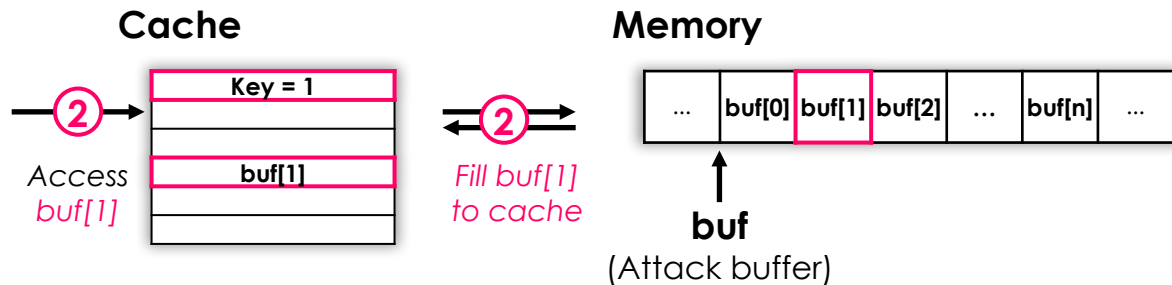 Cache
Memory
2
Key = 1
2
... buf[0] buf[1] buf[2] ... buf[n] ...
Access
buf[1]
buf[1]
Fill buf[1]
to cache
buf
(Attack buffer)